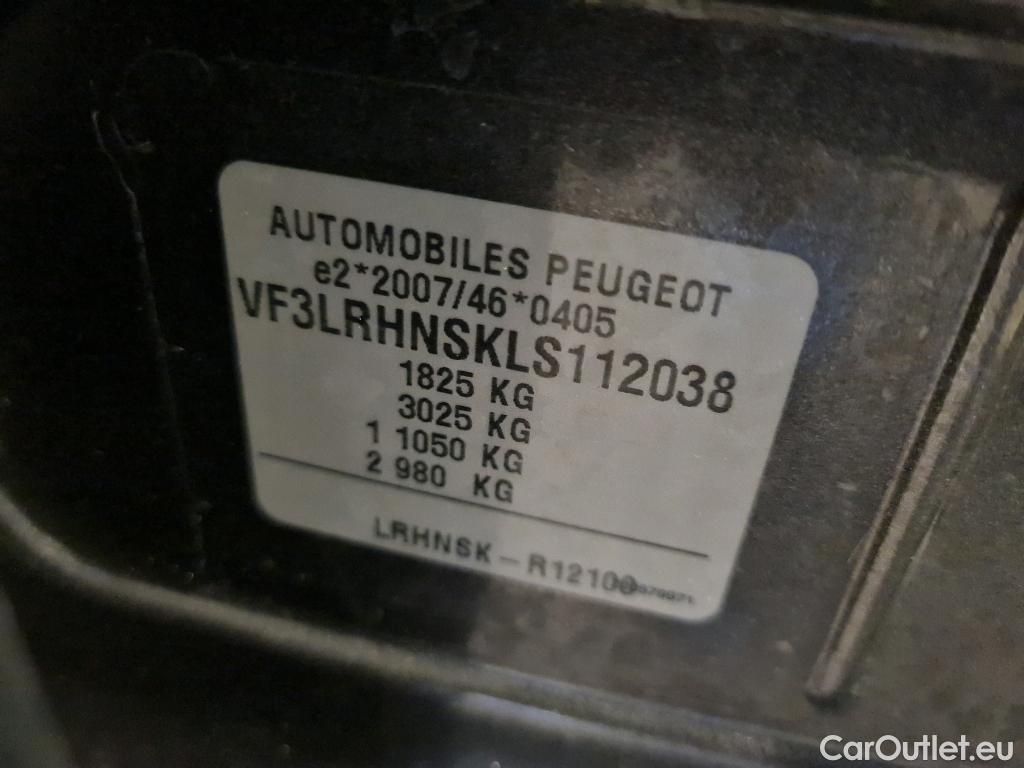 AUTOMOBILES PEUGEOT
e2*2007/46*0405
VF3LRHNSKLS112038
1825 KG
3025 KG
1 1050 KG
2 980 KG
LRHNSK - R12100
CarOutlet.eu